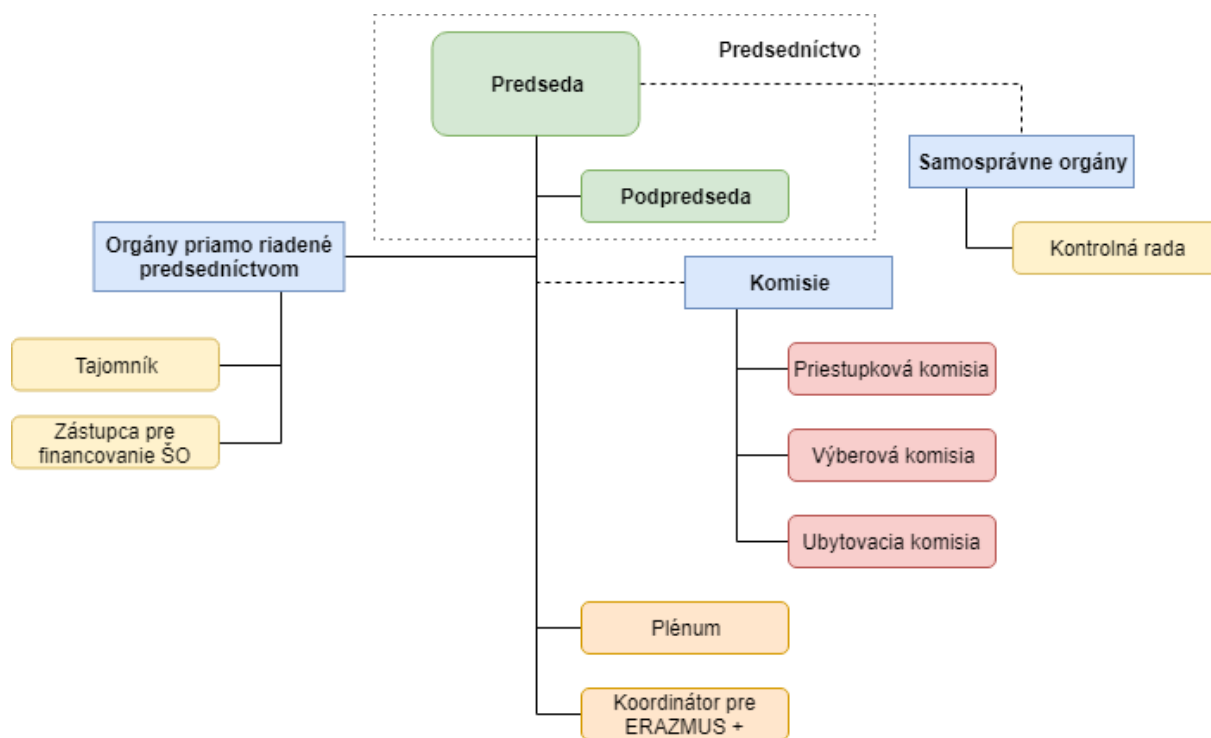 Predsedníctvo
Predseda
Samosprávne orgány
Podpredseda
Orgány priamo riadené
predsedníctvom
Kontrolná rada
Komisie
Tajomník
Priestupková komisia
Zástupca pre
financovanie ŠO
Výberová komisia
Ubytovacia komisia
Plénum
Koordinátor pre
ERAZMUS +